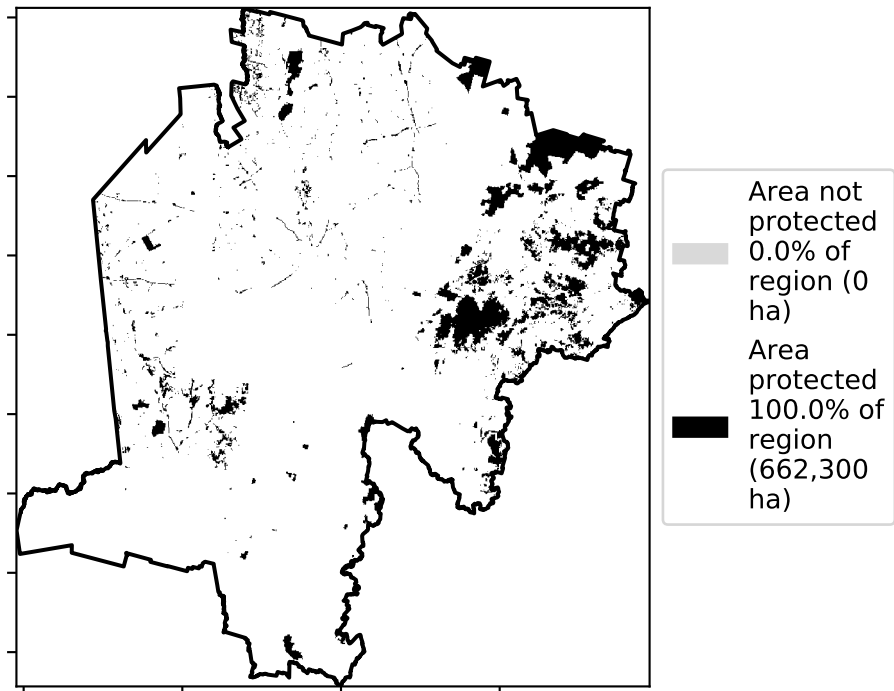 Area not
protected
0.0% of
region (0
ha)
Area
protected
100.0% of
region
(662,300
ha)